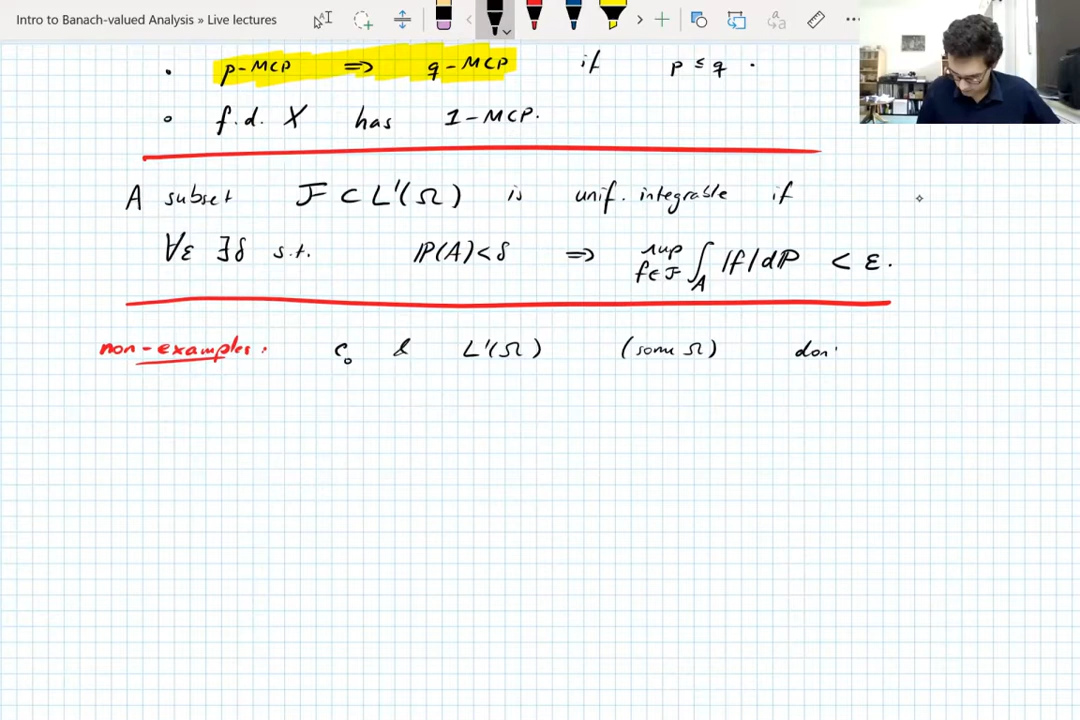 Intro to Banach-valued Analysis » Live lectures
• p-MCP ⇒ q-MCP if p ≤ q.
• f.d. X has 1-MCP.
A subset F ⊂ L¹(Ω) is unif. integrable if
∀ε ∃δ s.t. ℙ(A)<δ ⇒ sup_{f∈F} ∫_A |f|dℙ < ε.
non-examples: c₀ & L¹(Ω) (some Ω) don'